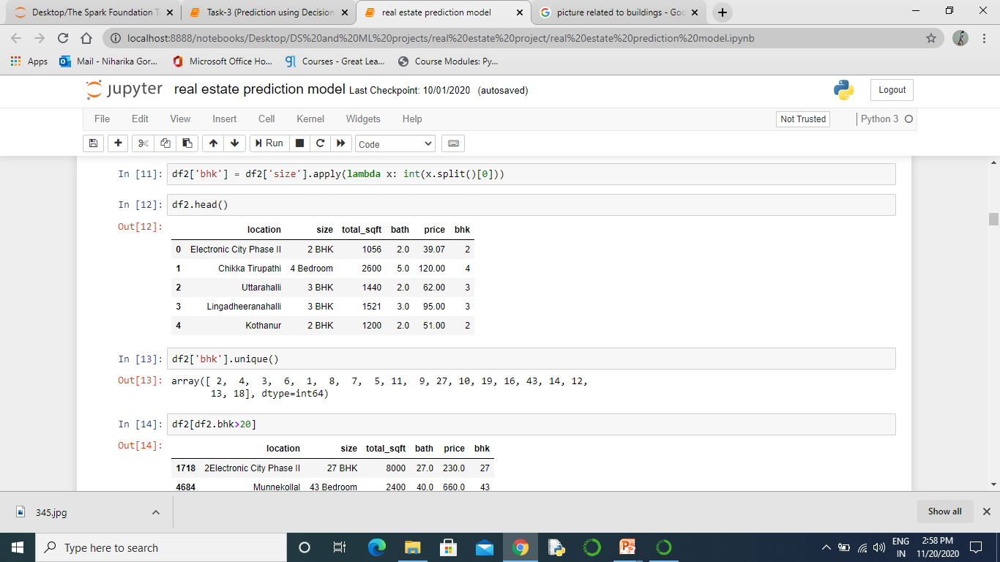 Desktop/The Spark Foundation T
Task-3 (Prediction using Decision
real estate prediction model
picture related to buildings - Goo
localhost:8888/notebooks/Desktop/DS%20and%20ML%20projects/real%20estate%20project/real%20estate%20prediction%20model.ipynb
Apps Mail - Niharika Gor... Microsoft Office Ho... Courses - Great Lea... Course Modules: Py...
jupyter real estate prediction model Last Checkpoint: 10/01/2020 (autosaved) Logout
File Edit View Insert Cell Kernel Widgets Help Not Trusted Python 3
Run Code
In [11]: df2['bhk'] = df2['size'].apply(lambda x: int(x.split()[0]))
In [12]: df2.head()
Out[12]:
location size total_sqft bath price bhk
0 Electronic City Phase II 2 BHK 1056 2.0 39.07 2
1 Chikka Tirupathi 4 Bedroom 2600 5.0 120.00 4
2 Uttarahalli 3 BHK 1440 2.0 62.00 3
3 Lingadheeranahalli 3 BHK 1521 3.0 95.00 3
4 Kothanur 2 BHK 1200 2.0 51.00 2
In [13]: df2['bhk'].unique()
Out[13]: array([ 2, 4, 3, 6, 1, 8, 7, 5, 11, 9, 27, 10, 19, 16, 43, 14, 12,
13, 18], dtype=int64)
In [14]: df2[df2.bhk>20]
Out[14]:
location size total_sqft bath price bhk
1718 2Electronic City Phase II 27 BHK 8000 27.0 230.0 27
4684 Munnekollal 43 Bedroom 2400 40.0 660.0 43
345.jpg Show all
Type here to search ENG 2:58 PM
IN 11/20/2020